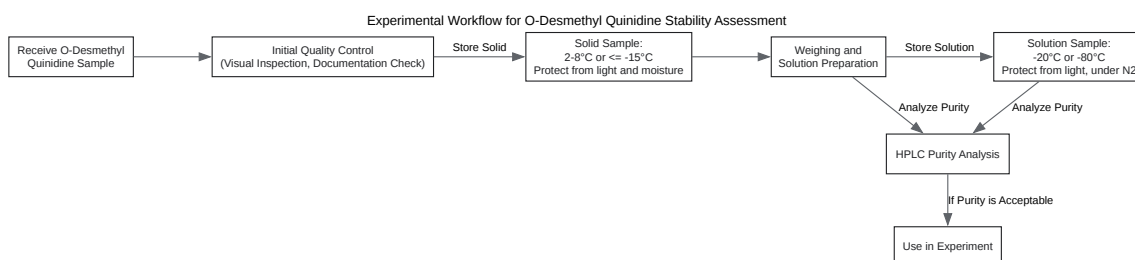 Experimental Workflow for O-Desmethyl Quinidine Stability Assessment
Receive O-Desmethyl
Quinidine Sample
Initial Quality Control
(Visual Inspection, Documentation Check)
Store Solid
Solid Sample:
2-8°C or <= -15°C
Protect from light and moisture
Weighing and
Solution Preparation
Store Solution
Solution Sample:
-20°C or -80°C
Protect from light, under N2
Analyze Purity
Analyze Purity
HPLC Purity Analysis
If Purity is Acceptable
Use in Experiment